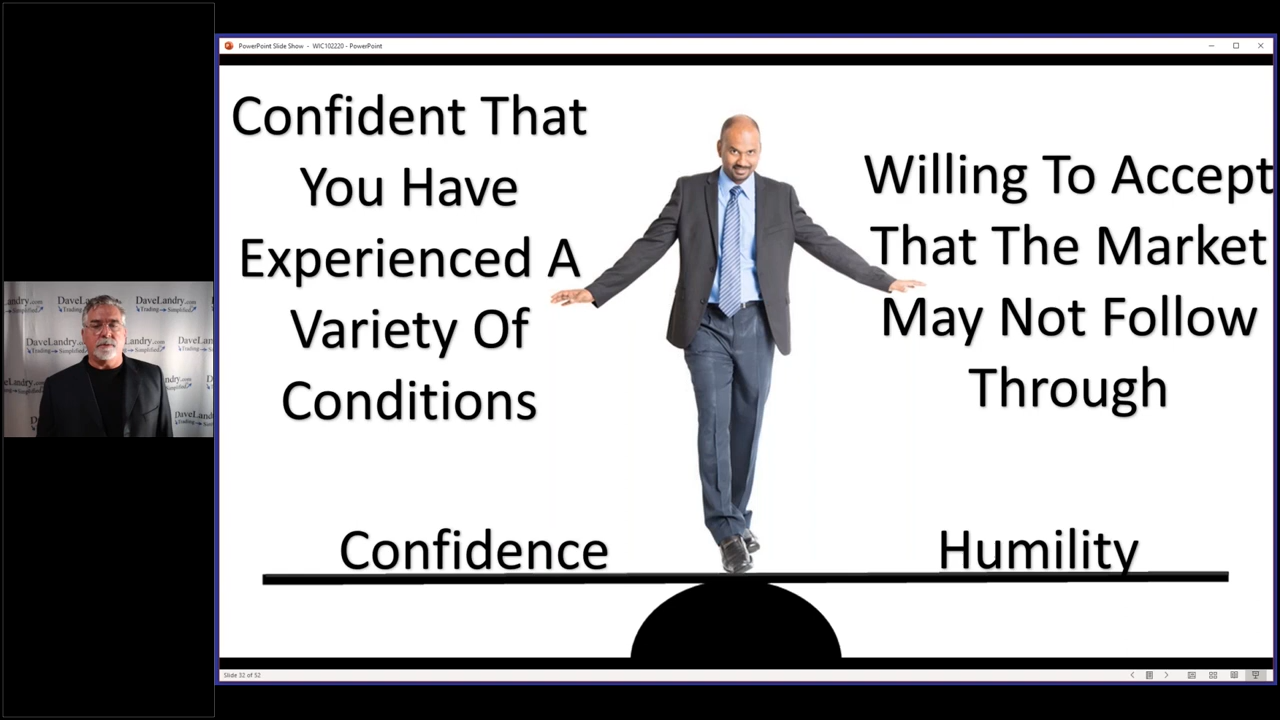 PowerPoint Slide Show - WIC102220 - PowerPoint
Confident That
You Have
Experienced A
Variety Of
Conditions
Willing To Accept
That The Market
May Not Follow
Through
Confidence
Humility
Slide 32 of 52
DaveLandry.com
Trading Simplified